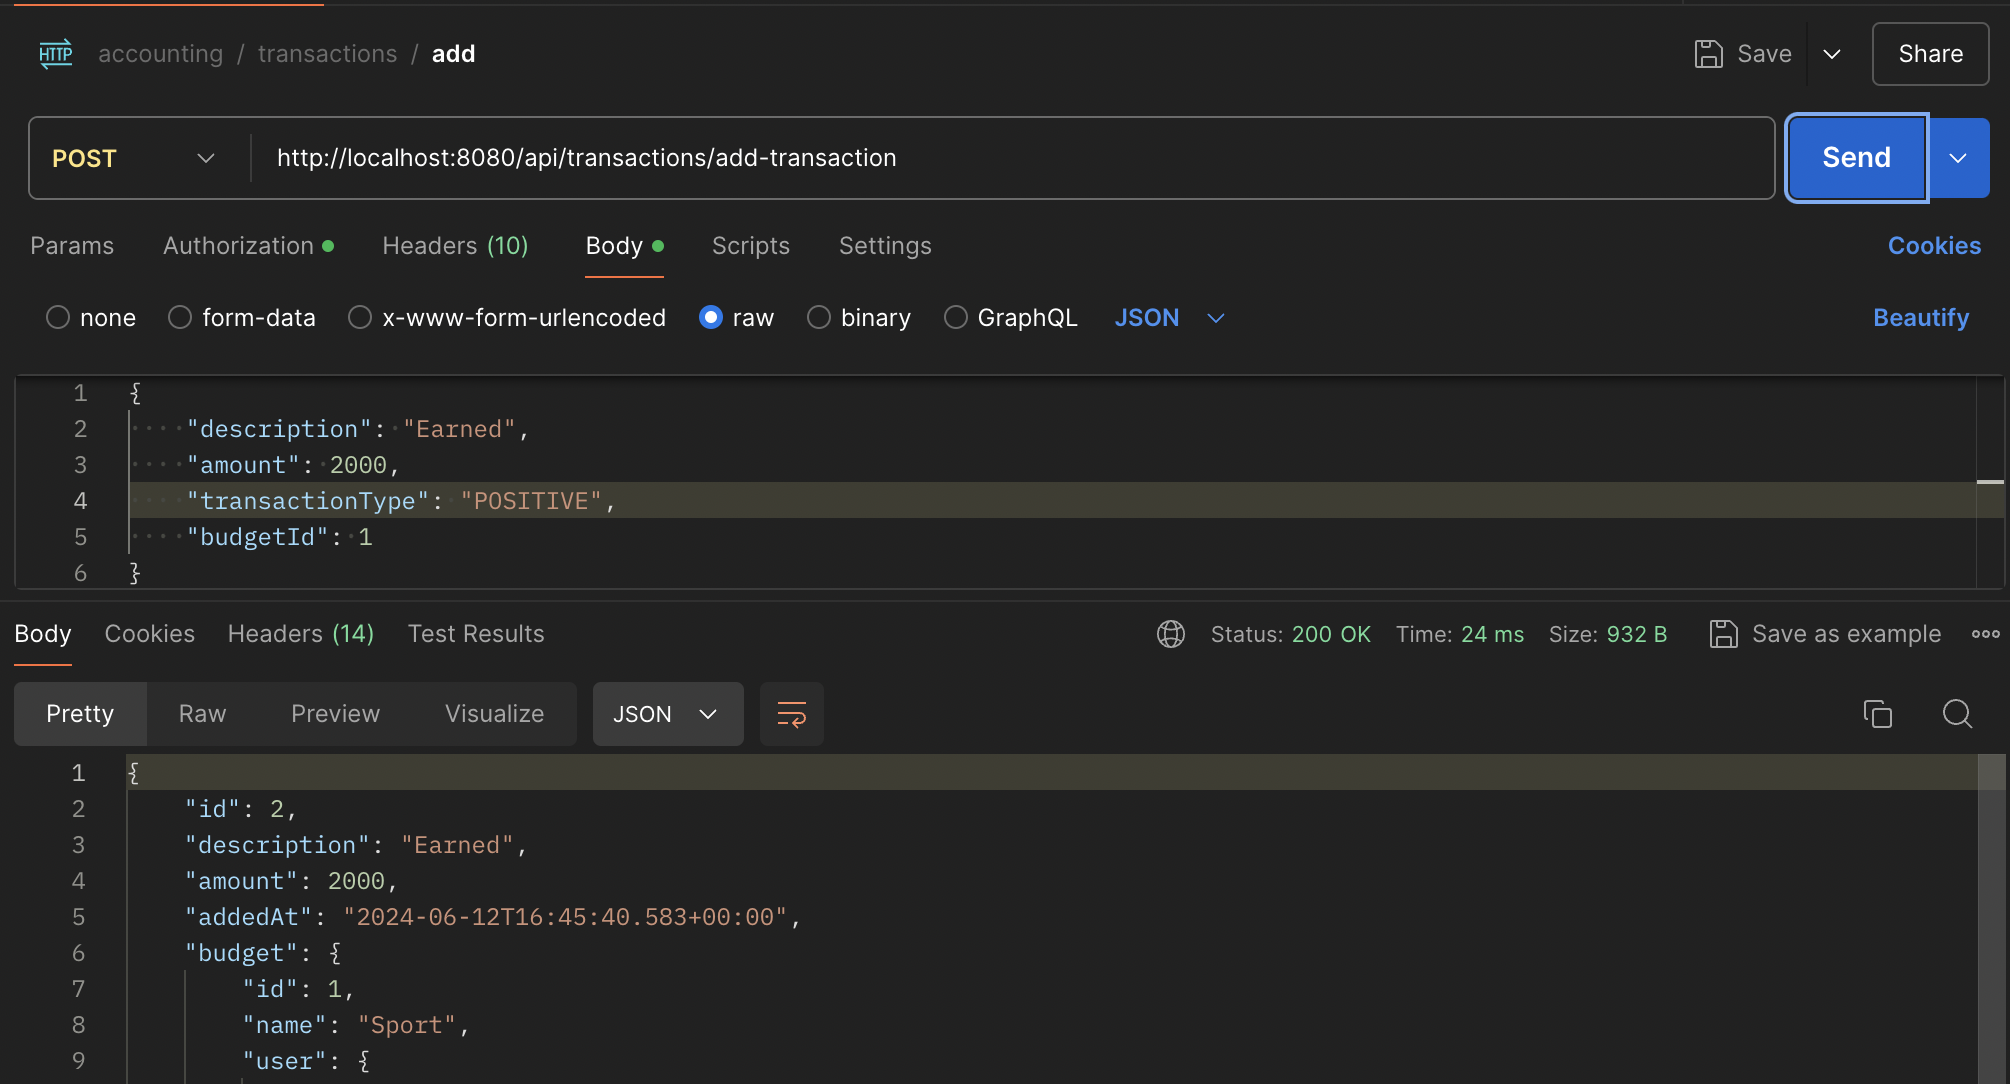 HTTP accounting / transactions / add Save Share
POST http://localhost:8080/api/transactions/add-transaction Send
Params Authorization Headers (10) Body Scripts Settings Cookies
none form-data x-www-form-urlencoded raw binary GraphQL JSON Beautify
1 {
2 "description": "Earned",
3 "amount": 2000,
4 "transactionType": "POSITIVE",
5 "budgetId": 1
6 }
Body Cookies Headers (14) Test Results Status: 200 OK Time: 24 ms Size: 932 B Save as example
Pretty Raw Preview Visualize JSON
1 {
2 "id": 2,
3 "description": "Earned",
4 "amount": 2000,
5 "addedAt": "2024-06-12T16:45:40.583+00:00",
6 "budget": {
7 "id": 1,
8 "name": "Sport",
9 "user": {